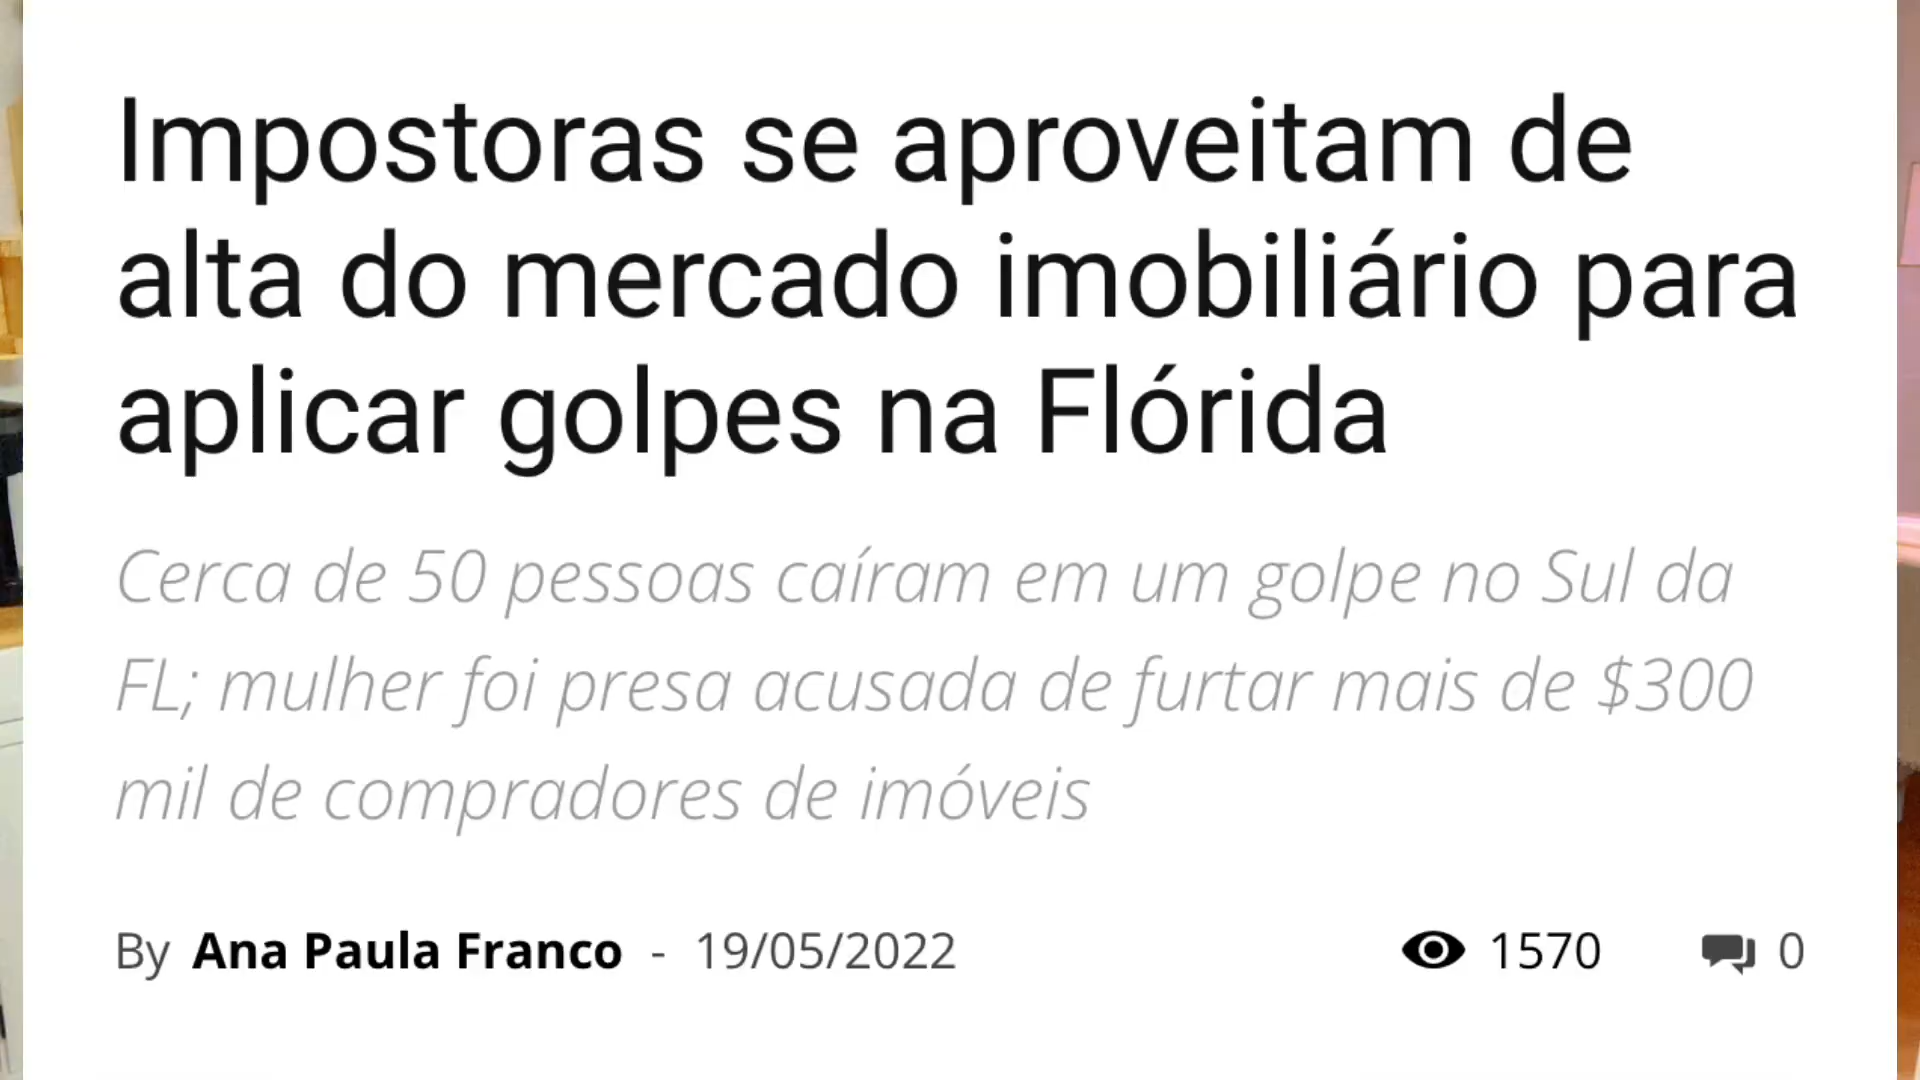 Impostoras se aproveitam de
alta do mercado imobiliário para
aplicar golpes na Flórida
Cerca de 50 pessoas caíram em um golpe no Sul da
FL; mulher foi presa acusada de furtar mais de $300
mil de compradores de imóveis
By Ana Paula Franco - 19/05/2022 1570 0